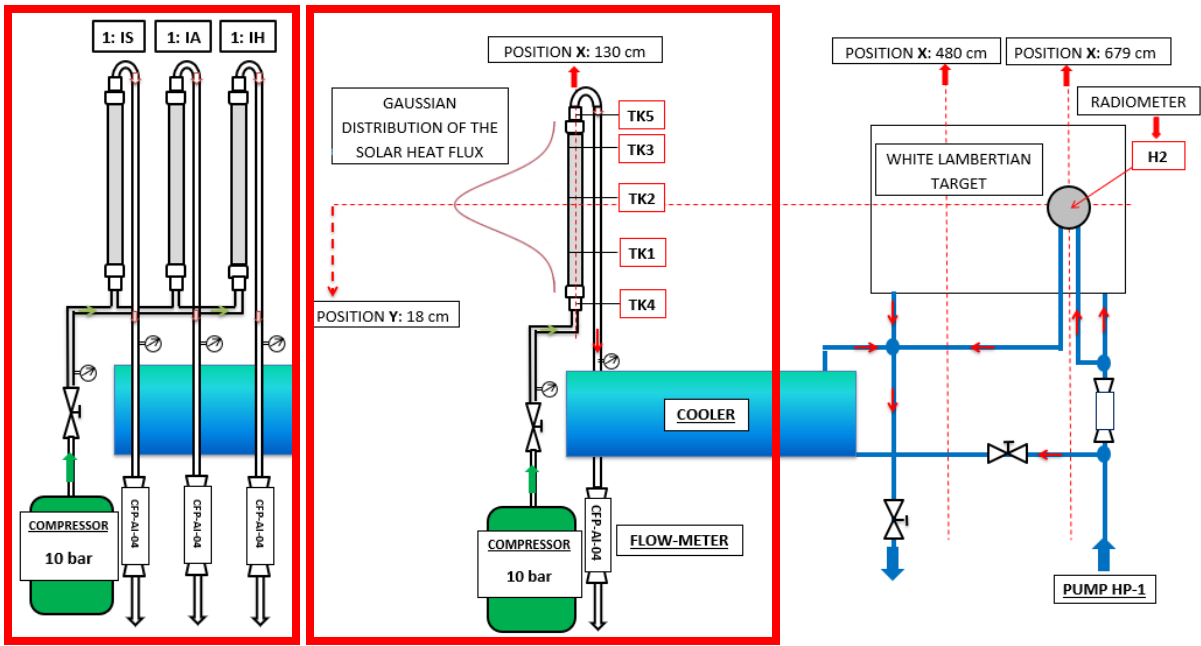 1: IS
1: IA
1: IH
COMPRESSOR
10 bar
CFP-AI-04
CFP-AI-04
CFP-AI-04
POSITION X: 130 cm
GAUSSIAN
DISTRIBUTION OF THE
SOLAR HEAT FLUX
TK5
TK3
TK2
TK1
TK4
POSITION Y: 18 cm
COOLER
COMPRESSOR
10 bar
CFP-AI-04
FLOW-METER
POSITION X: 480 cm
POSITION X: 679 cm
RADIOMETER
H2
WHITE LAMBERTIAN
TARGET
PUMP HP-1